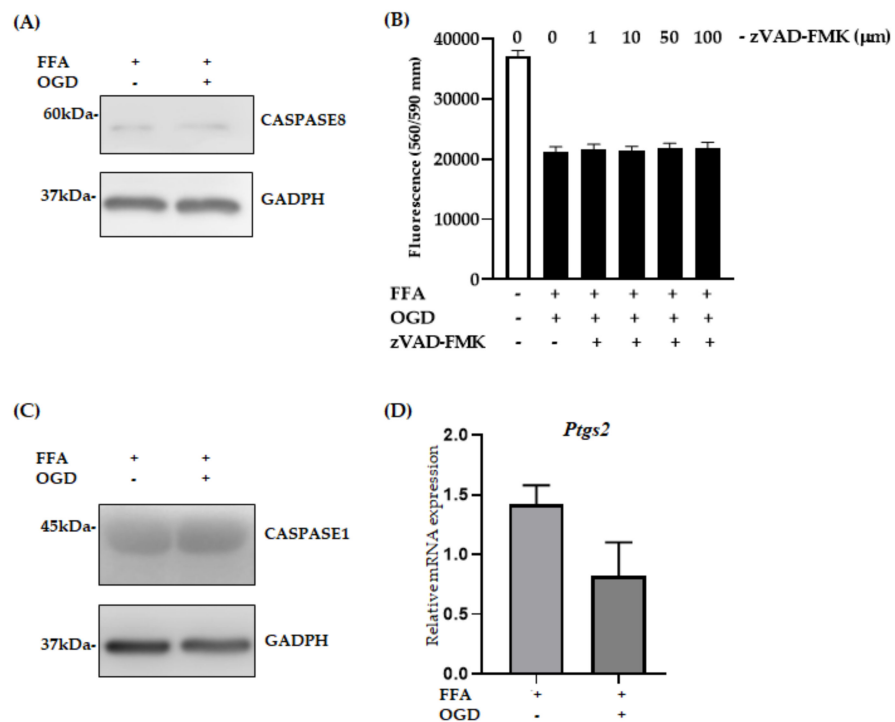 (A)
FFA + +
OGD - +
60kDa-
CASPASE8
37kDa-
GADPH
(B)
0 0 1 10 50 100 - zVAD-FMK (μm)
Fluorescence (560/590 mm)
40000
30000
20000
10000
0
FFA - + + + + +
OGD - + + + + +
zVAD-FMK - - + + + +
(C)
FFA + +
OGD - +
45kDa-
CASPASE1
37kDa-
GADPH
(D)
Ptgs2
Relative mRNA expression
2.0
1.5
1.0
0.5
0.0
FFA + +
OGD - +